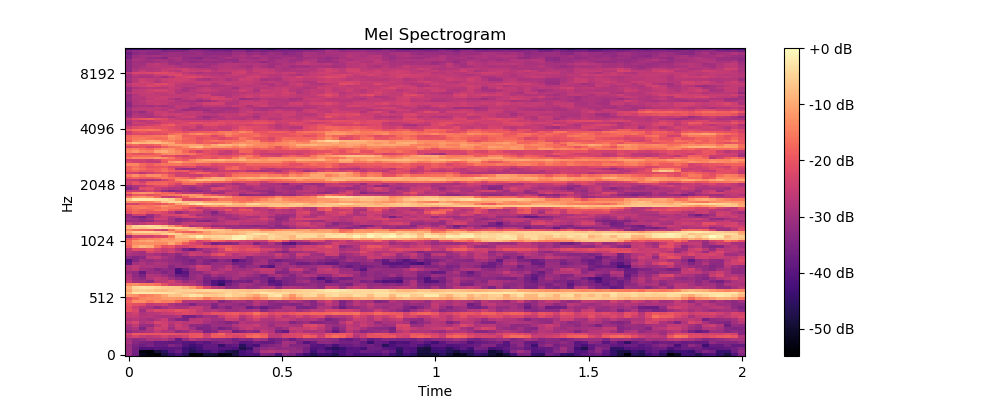 Mel Spectrogram
8192
4096
2048
1024
512
0
Hz
0 0.5 1 1.5 2
Time
+0 dB
-10 dB
-20 dB
-30 dB
-40 dB
-50 dB